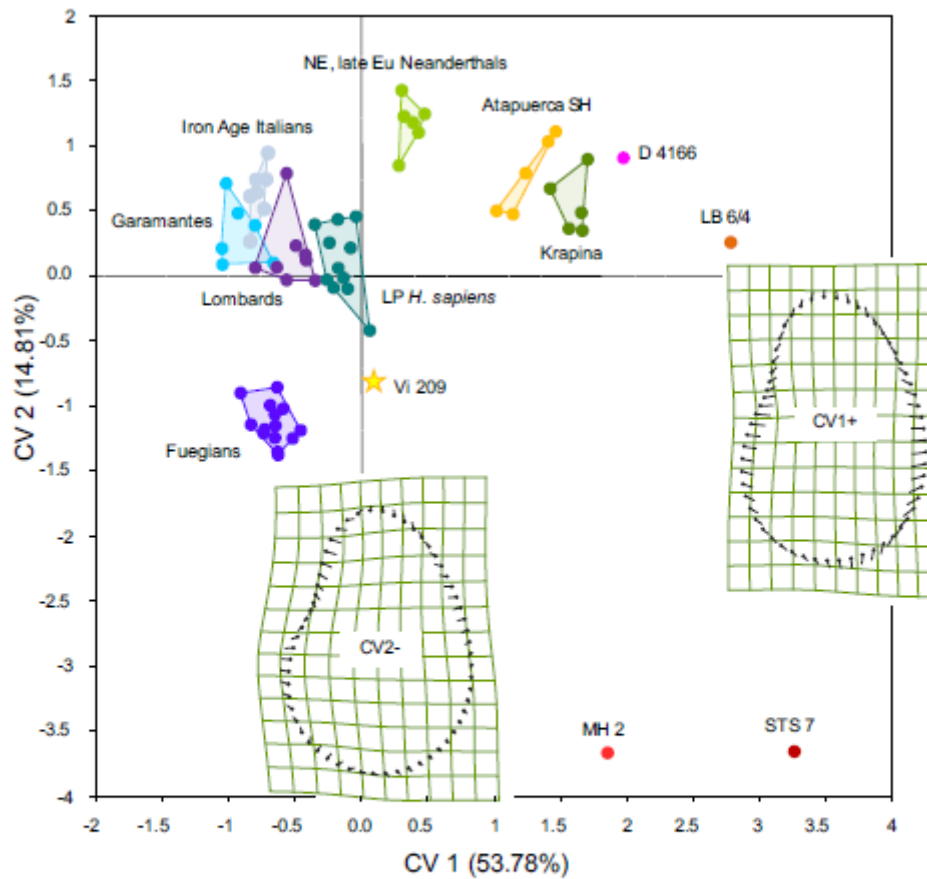 2
1.5
1
0.5
0.0
-0.5
-1
-1.5
-2
-2.5
-3
-3.5
-4
CV 2 (14.81%)
NE, late Eu Neanderthals
Atapuerca SH
Iron Age Italians
D 4166
Garamantes
LB 6/4
Krapina
Lombards
LP H. sapiens
Vi 209
CV1+
Fuegians
CV2-
MH 2
STS 7
-2 -1.5 -1 -0.5 0.0 0.5 1 1.5 2 2.5 3 3.5 4
CV 1 (53.78%)